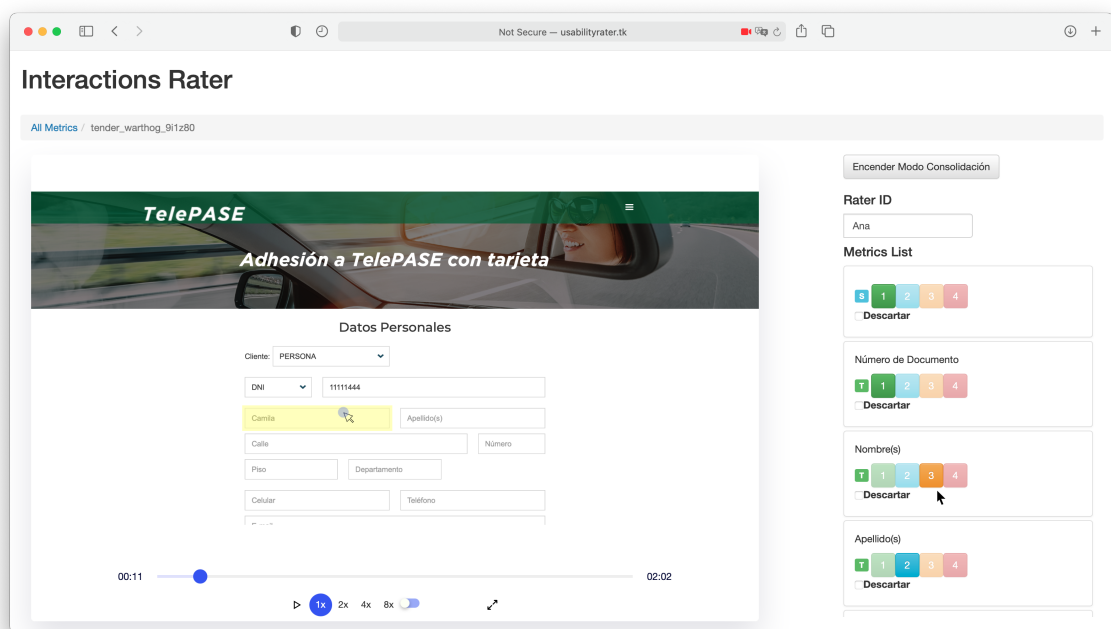 Not Secure — usabilityrater.tk
Interactions Rater
All Metrics / tender_warthog_9i1z80
TelePASE
Adhesión a TelePASE con tarjeta
Datos Personales
Cliente: PERSONA
DNI 11111444
Camila Apellido(s)
Calle Número
Piso Departamento
Celular Teléfono
00:11 02:02
1x 2x 4x 8x
Encender Modo Consolidación
Rater ID
Ana
Metrics List
S 1 2 3 4
Descartar
Número de Documento
T 1 2 3 4
Descartar
Nombre(s)
T 1 2 3 4
Descartar
Apellido(s)
T 1 2 3 4
Descartar